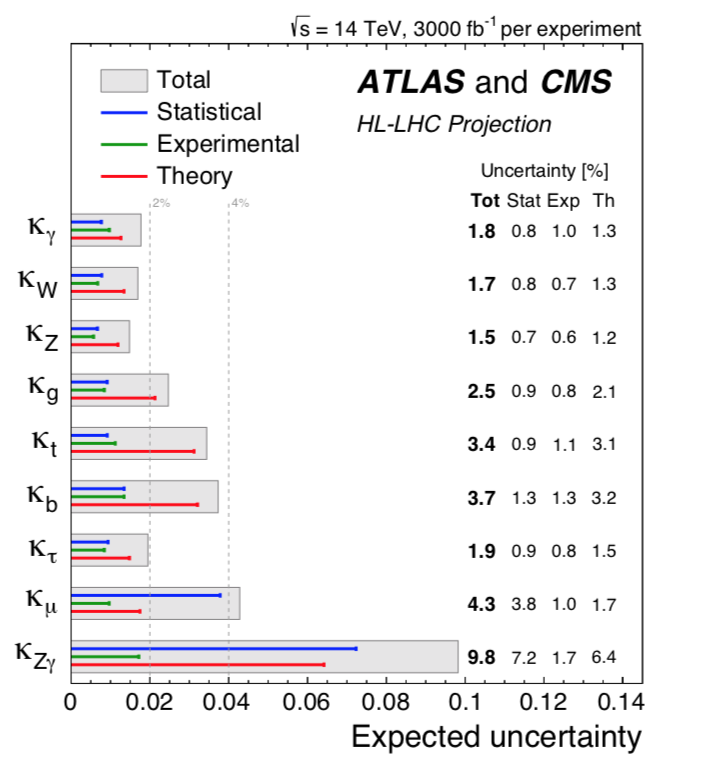 √s = 14 TeV, 3000 fb⁻¹ per experiment
Total
Statistical
Experimental
Theory
ATLAS and CMS
HL-LHC Projection
Uncertainty [%]
Tot Stat Exp Th
2% 4%
κγ 1.8 0.8 1.0 1.3
κW 1.7 0.8 0.7 1.3
κZ 1.5 0.7 0.6 1.2
κg 2.5 0.9 0.8 2.1
κt 3.4 0.9 1.1 3.1
κb 3.7 1.3 1.3 3.2
κτ 1.9 0.9 0.8 1.5
κμ 4.3 3.8 1.0 1.7
κZγ 9.8 7.2 1.7 6.4
0 0.02 0.04 0.06 0.08 0.1 0.12 0.14
Expected uncertainty